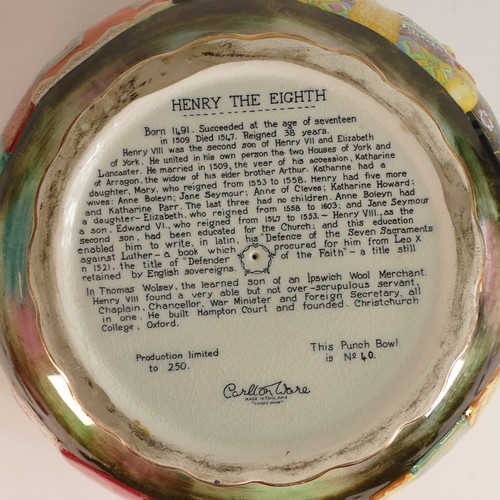 HENRY THE EIGHTH
Born 1491. Succeeded at the age of seventeen
in 1509 Died 1547. Reigned 38 years.
Henry VIII was the second son of Henry VII and Elizabeth
of York. He united in his own person the two Houses of York and
Lancaster. He married in 1509, the year of his accession, Katharine
of Arragon, the widow of his elder brother Arthur. Katharine had a
daughter, Mary, who reigned from 1553 to 1558. Henry had five more
wives: Anne Boleyn; Jane Seymour; Anne of Cleves; Katharine Howard;
and Katharine Parr. The last three had no children. Anne Boleyn had
a daughter- Elizabeth, who reigned from 1558 to 1603; and Jane Seymour
a son, Edward VI., who reigned from 1547 to 1553. - Henry VIII., as the
second son, had been educated for the Church; and this education
enabled him to write, in latin, his "Defence of the Seven Sacraments
against Luther - a book which procured for him from Leo X
in 1521, the title of "Defender of the Faith" - a title still
retained by English sovereigns.
In Thomas Wolsey, the learned son of an Ipswich Wool Merchant.
Henry VIII found a very able but not over-scrupulous servant,
Chaplain, Chancellor, War Minister and Foreign Secretary, all
in one. He built Hampton Court and founded Christchurch
College, Oxford.
Production limited
to 250.
This Punch Bowl
is No 40.
Carlton Ware
MADE IN ENGLAND